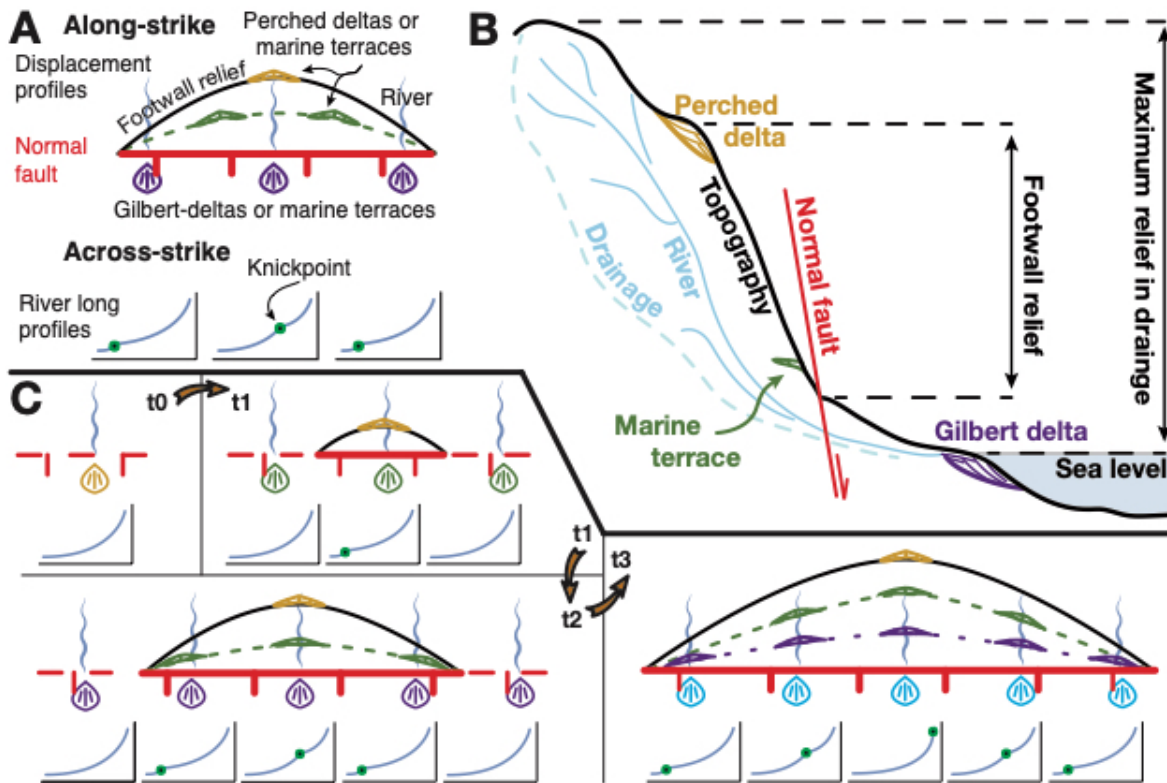 A
Along-strike
Displacement
profiles
Perched deltas or
marine terraces
Footwall relief
River
Normal
fault
Gilbert-deltas or marine terraces
Across-strike
Knickpoint
River long
profiles
B
Perched
delta
Topography
Normal fault
River
Drainage
Marine
terrace
Gilbert delta
Sea level
Footwall relief
Maximum relief in drainge
C
t0
t1
t1
t2
t3